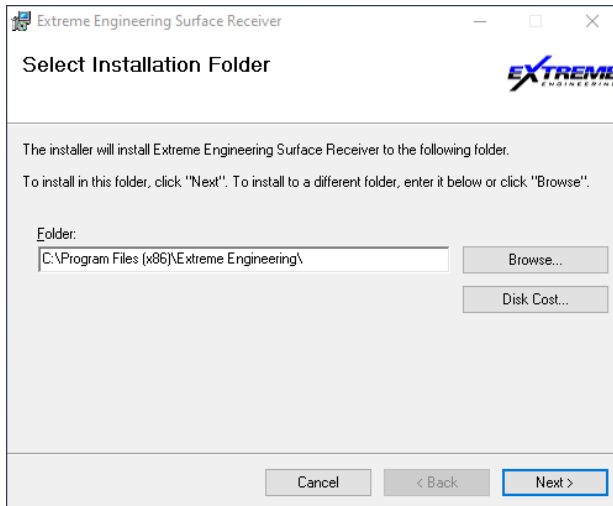 Extreme Engineering Surface Receiver
Select Installation Folder
EXTREME
ENGINEERING
The installer will install Extreme Engineering Surface Receiver to the following folder.
To install in this folder, click "Next". To install to a different folder, enter it below or click "Browse".
Folder:
C:\Program Files (x86)\Extreme Engineering\
Browse...
Disk Cost...
Cancel
< Back
Next >